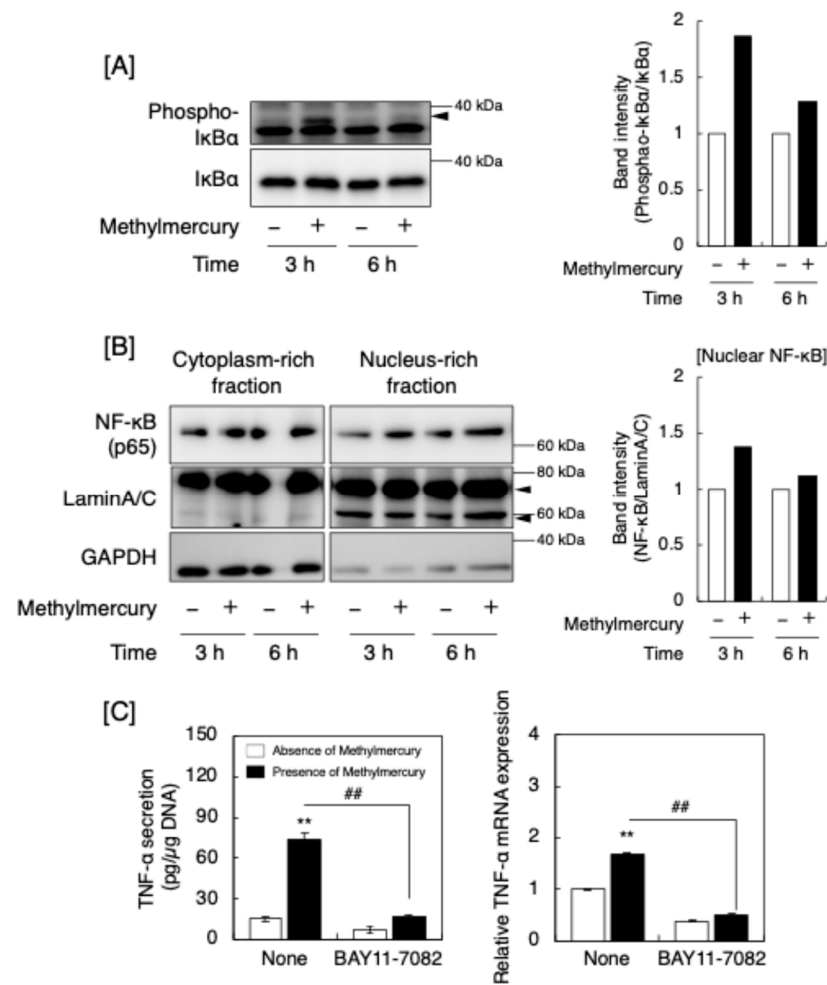 [A]
Phospho-
IκBα
40 kDa
IκBα
40 kDa
Methylmercury − + − +
Time 3 h 6 h
Band intensity
(Phosphao-IκBα/IκBα)
2
1.5
1
0.5
0
Methylmercury − + − +
Time 3 h 6 h
[B]
Cytoplasm-rich
fraction
Nucleus-rich
fraction
NF-κB
(p65)
60 kDa
80 kDa
LaminA/C
60 kDa
40 kDa
GAPDH
Methylmercury − + − + − + − +
Time 3 h 6 h 3 h 6 h
[Nuclear NF-κB]
Band intensity
(NF-κB/LaminA/C)
2
1.5
1
0.5
0
Methylmercury − + − +
Time 3 h 6 h
[C]
TNF-α secretion
(pg/µg DNA)
150
120
90
60
30
0
Absence of Methylmercury
Presence of Methylmercury
##
**
None BAY11-7082
Relative TNF-α mRNA expression
4
3
2
1
0
##
**
None BAY11-7082